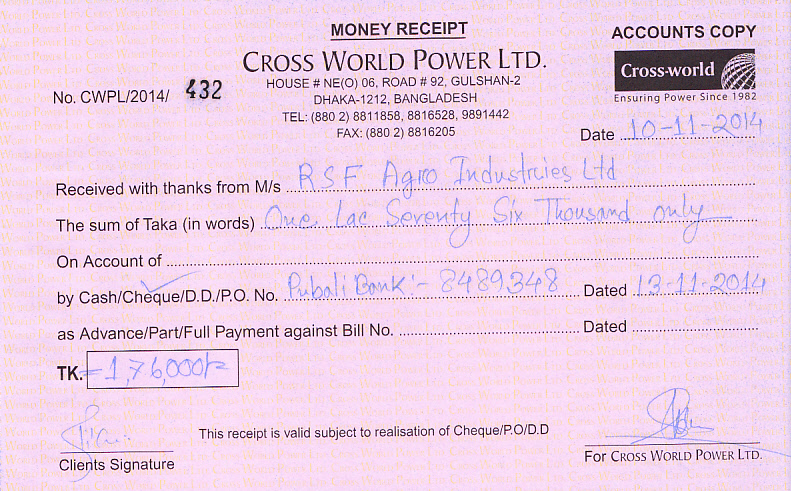 MONEY RECEIPT
ACCOUNTS COPY
CROSS WORLD POWER LTD.
HOUSE # NE(O) 06, ROAD # 92, GULSHAN-2
DHAKA-1212, BANGLADESH
TEL: (880 2) 8811858, 8816528, 9891442
FAX: (880 2) 8816205
Cross-world
Ensuring Power Since 1982
No. CWPL/2014/ 432
Date 10-11-2014
Received with thanks from M/s RSF Agro Industries Ltd
The sum of Taka (in words) One Lac Seventy Six Thousand only
On Account of
by Cash/Cheque/D.D./P.O. No. Pubali Bank:- 8489348 Dated 13-11-2014
as Advance/Part/Full Payment against Bill No. Dated
TK. 1,76,000/=
This receipt is valid subject to realisation of Cheque/P.O/D.D
Clients Signature
For CROSS WORLD POWER LTD.